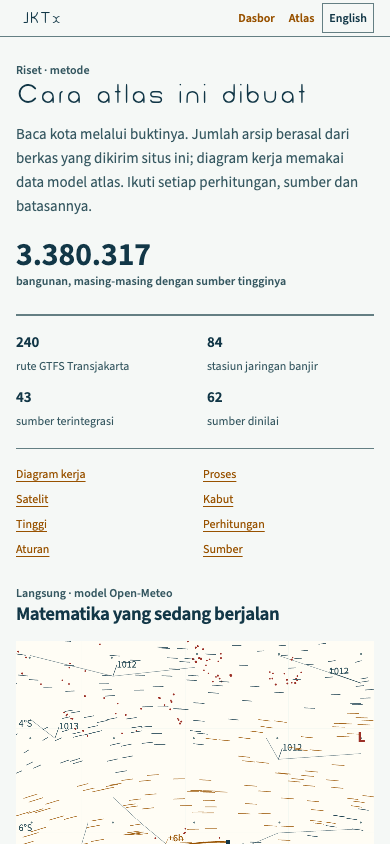 JKTx
Dasbor Atlas English
Riset · metode
Cara atlas ini dibuat
Baca kota melalui buktinya. Jumlah arsip berasal dari
berkas yang dikirim situs ini; diagram kerja memakai
data model atlas. Ikuti setiap perhitungan, sumber dan
batasannya.
3.380.317
bangunan, masing-masing dengan sumber tingginya
240 84
rute GTFS Transjakarta stasiun jaringan banjir
43 62
sumber terintegrasi sumber dinilai
Diagram kerja Proses
Satelit Kabut
Tinggi Perhitungan
Aturan Sumber
Langsung · model Open-Meteo
Matematika yang sedang berjalan
1012 1012
4°S 1013
L
1012
6°S
+6h